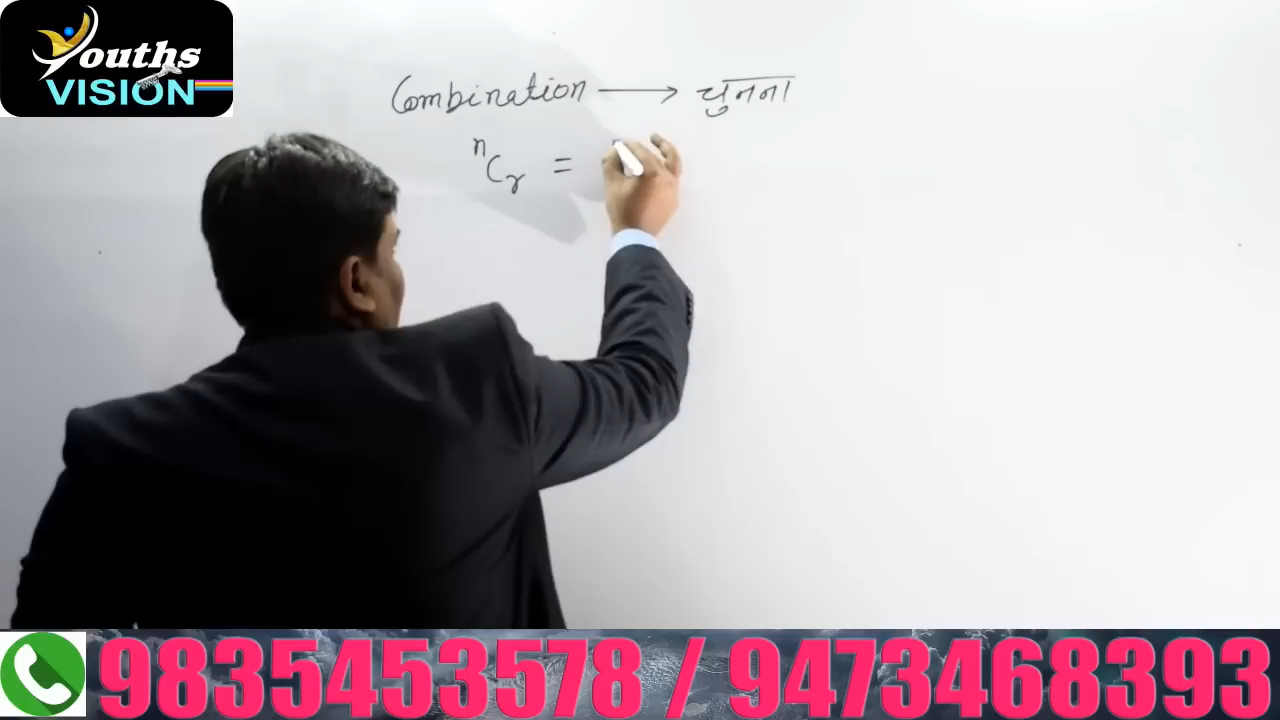 Youths
VISION
Combination → चुनना
ⁿCᵣ =
9835453578 / 9473468393